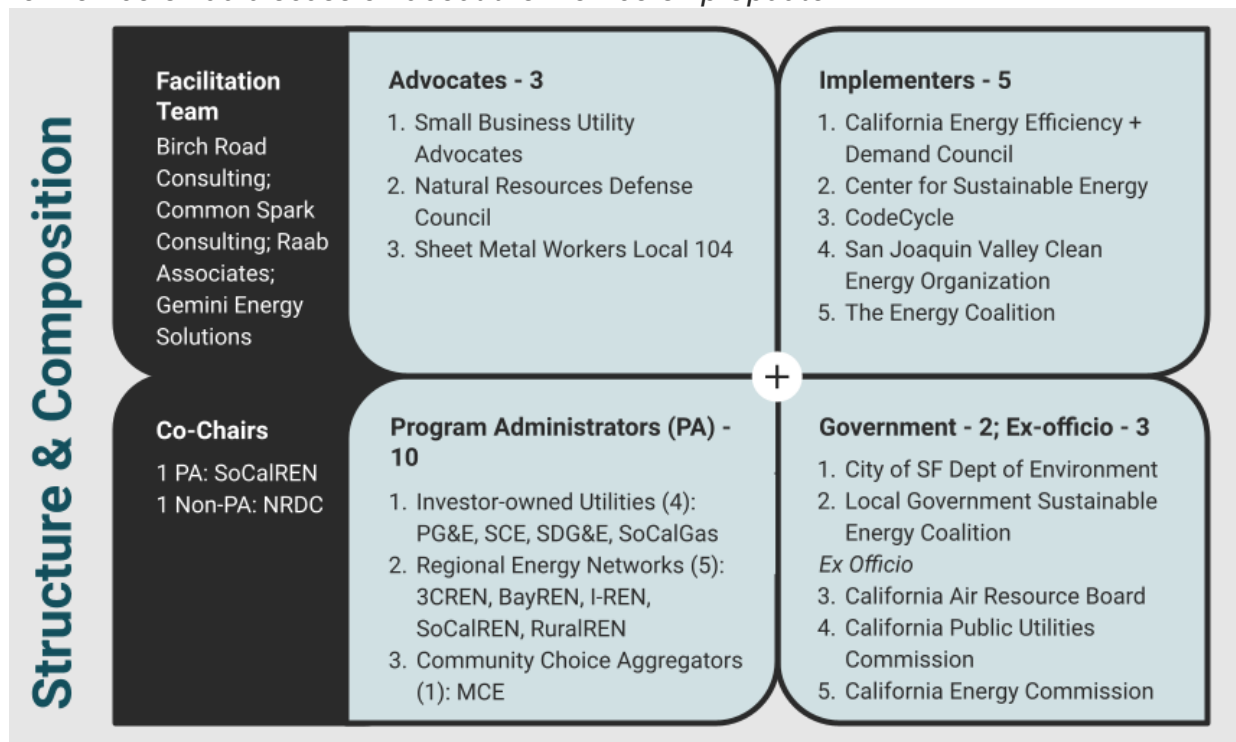 Structure & Composition
Facilitation
Team
Birch Road
Consulting;
Common Spark
Consulting; Raab
Associates;
Gemini Energy
Solutions
Advocates - 3
1. Small Business Utility
Advocates
2. Natural Resources Defense
Council
3. Sheet Metal Workers Local 104
Implementers - 5
1. California Energy Efficiency +
Demand Council
2. Center for Sustainable Energy
3. CodeCycle
4. San Joaquin Valley Clean
Energy Organization
5. The Energy Coalition
+
Co-Chairs
1 PA: SoCalREN
1 Non-PA: NRDC
Program Administrators (PA) -
10
1. Investor-owned Utilities (4):
PG&E, SCE, SDG&E, SoCalGas
2. Regional Energy Networks (5):
3CREN, BayREN, I-REN,
SoCalREN, RuralREN
3. Community Choice Aggregators
(1): MCE
Government - 2; Ex-officio - 3
1. City of SF Dept of Environment
2. Local Government Sustainable
Energy Coalition
Ex Officio
3. California Air Resource Board
4. California Public Utilities
Commission
5. California Energy Commission